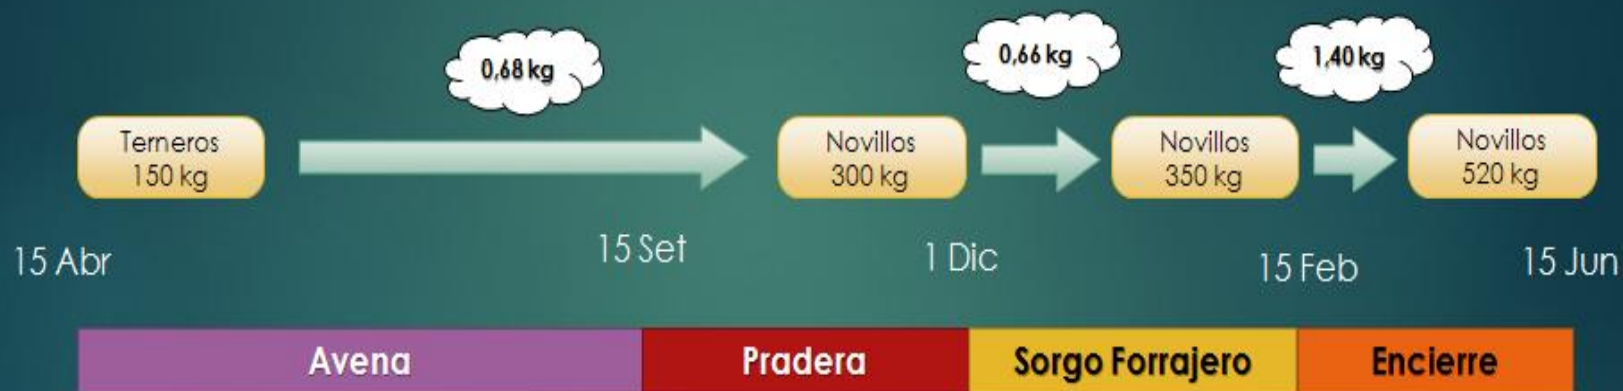 0,68 kg
0,66 kg
1,40 kg
Terneros
150 kg
Novillos
300 kg
Novillos
350 kg
Novillos
520 kg
15 Abr
15 Set
1 Dic
15 Feb
15 Jun
Avena
Pradera
Sorgo Forrajero
Encierre